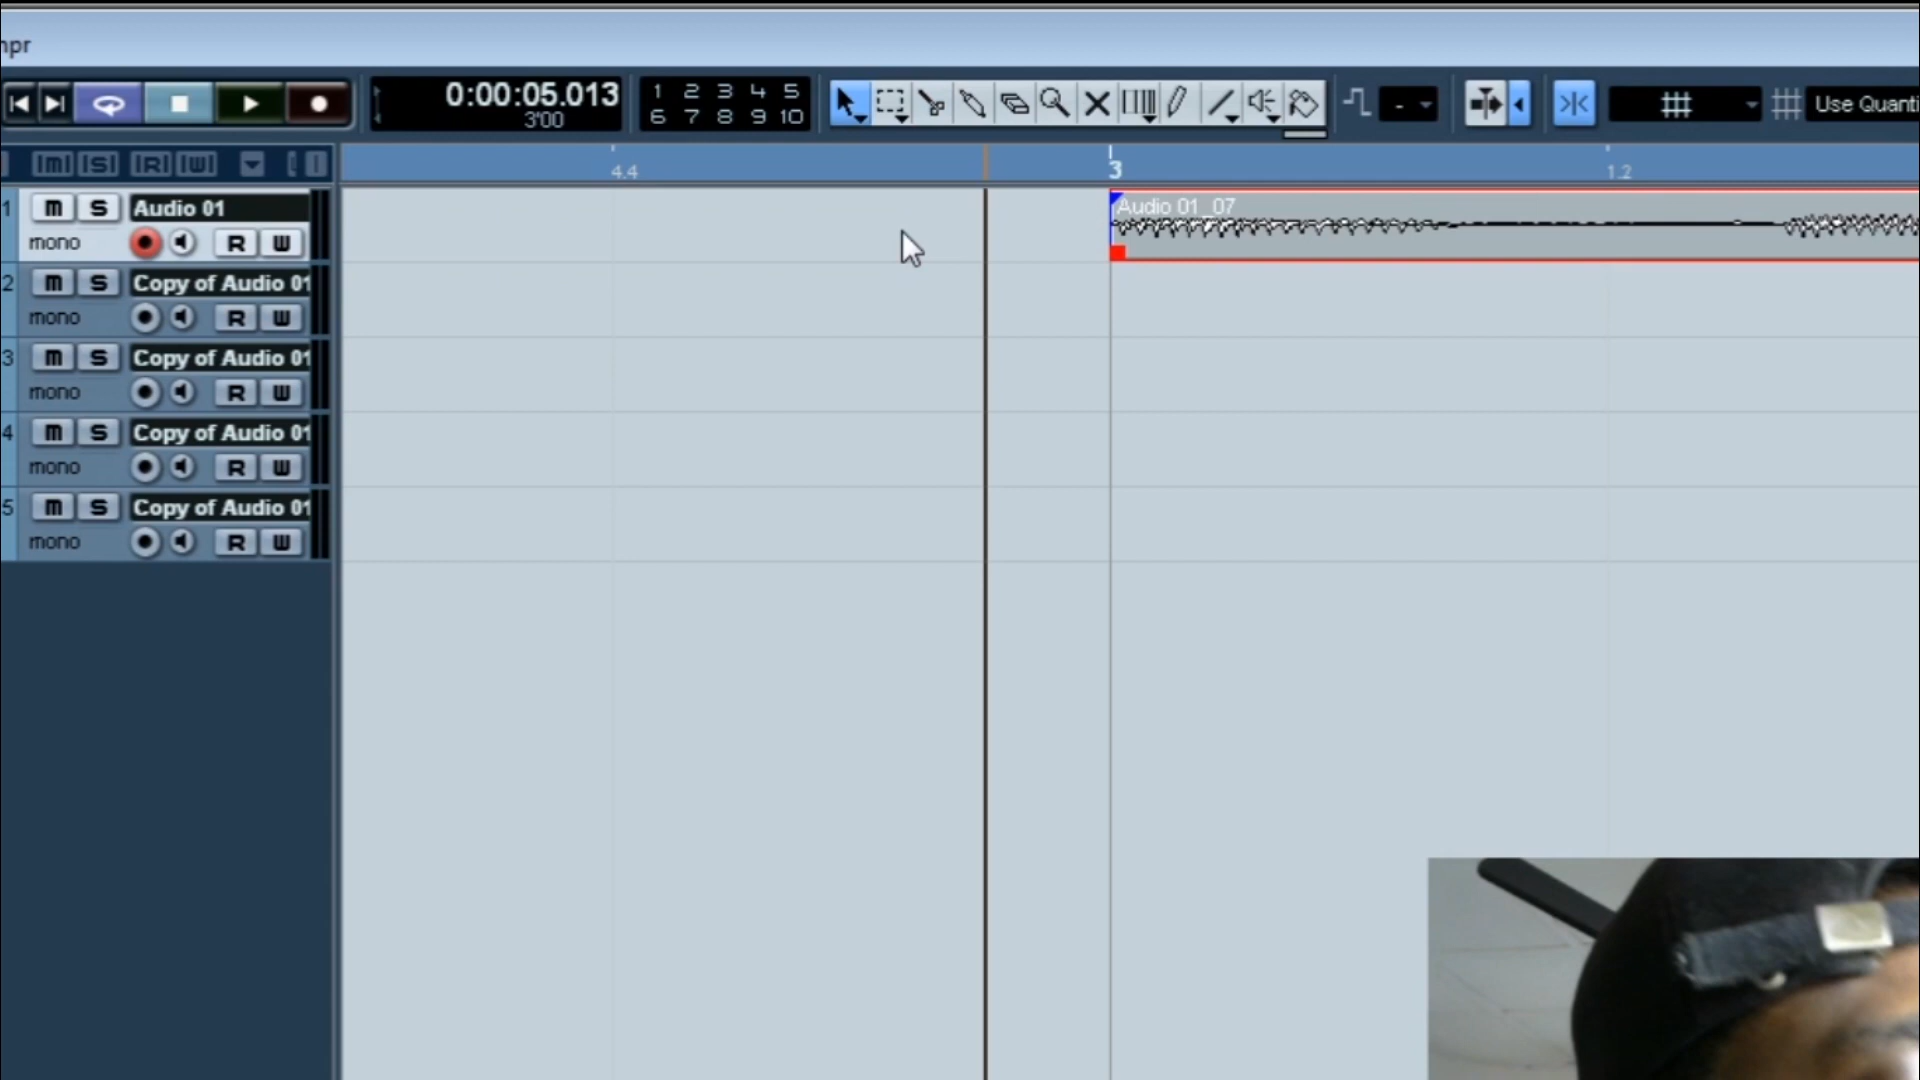 npr
0:00:05.013
3'00
1 2 3 4 5
6 7 8 9 10
-
Use Quanti
M S R W
4.4
3
1.2
1 M S Audio 01
mono R W
Audio 01_07
2 M S Copy of Audio 01
mono R W
3 M S Copy of Audio 01
mono R W
4 M S Copy of Audio 01
mono R W
5 M S Copy of Audio 01
mono R W